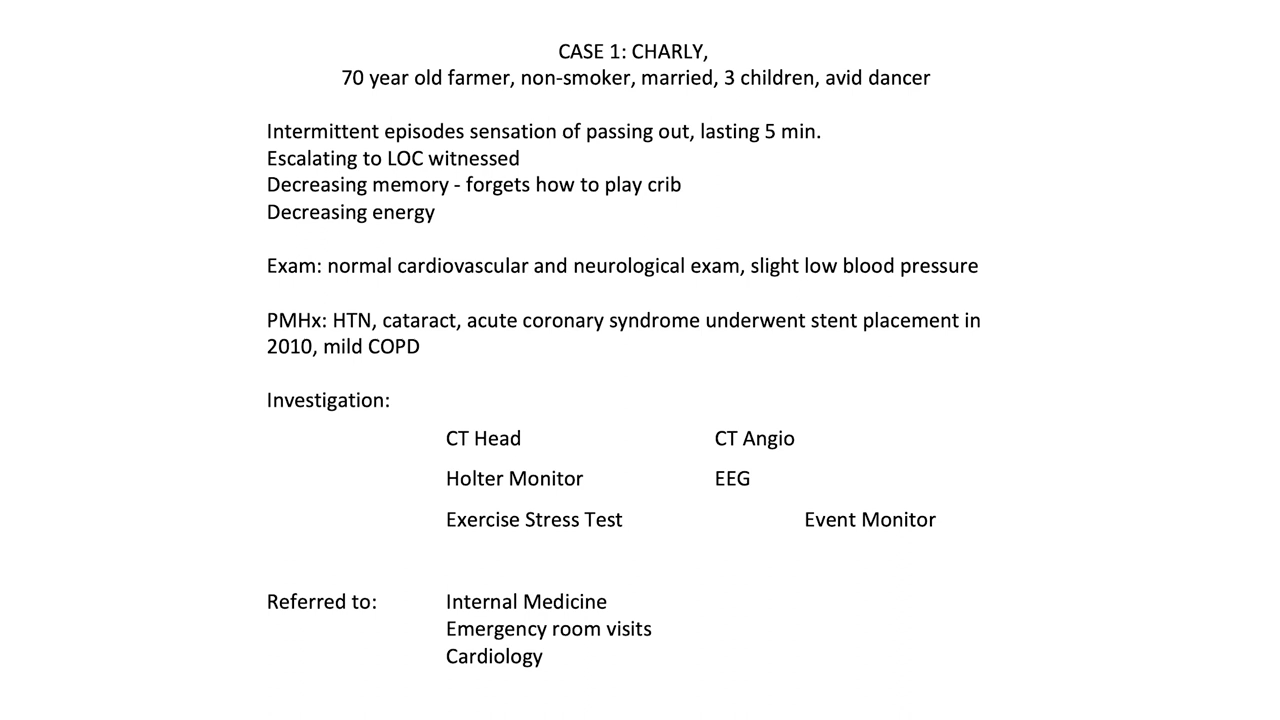 CASE 1: CHARLY,
70 year old farmer, non-smoker, married, 3 children, avid dancer
Intermittent episodes sensation of passing out, lasting 5 min.
Escalating to LOC witnessed
Decreasing memory - forgets how to play crib
Decreasing energy
Exam: normal cardiovascular and neurological exam, slight low blood pressure
PMHx: HTN, cataract, acute coronary syndrome underwent stent placement in
2010, mild COPD
Investigation:
CT Head CT Angio
Holter Monitor EEG
Exercise Stress Test Event Monitor
Referred to: Internal Medicine
Emergency room visits
Cardiology